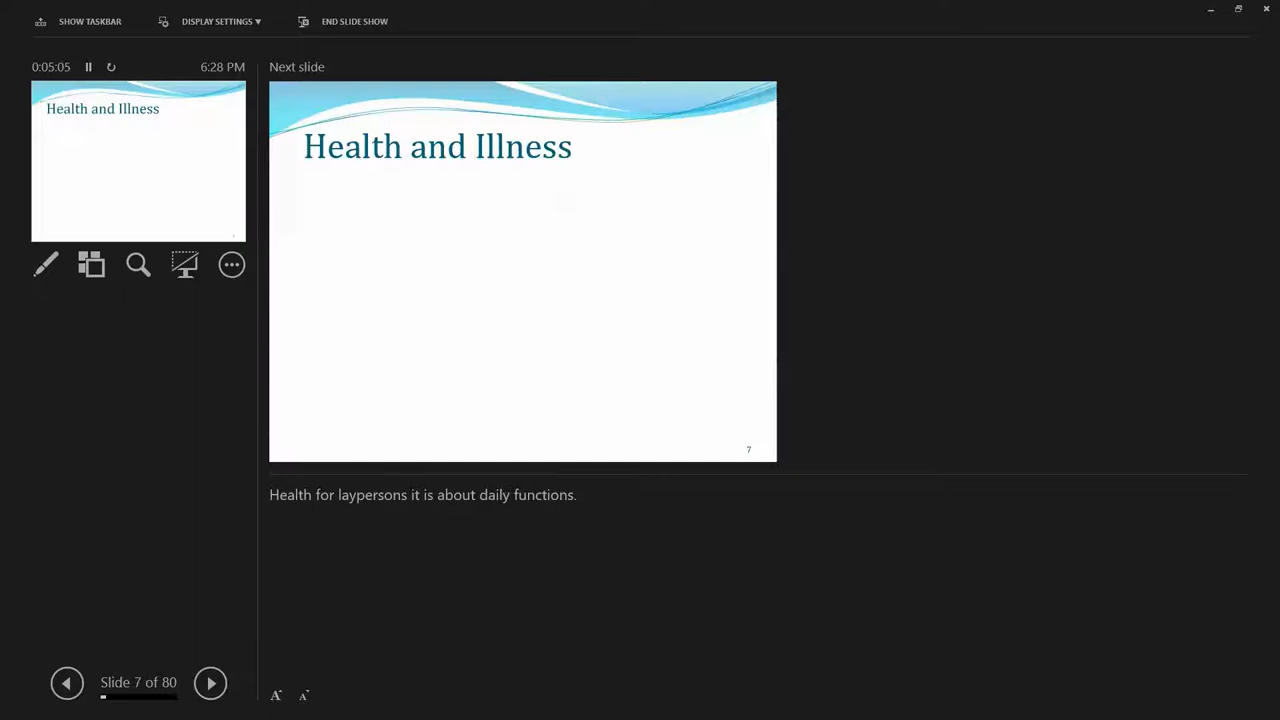 SHOW TASKBAR
DISPLAY SETTINGS ▼
END SLIDE SHOW
0:05:05
6:28 PM
Health and Illness
Next slide
Health and Illness
7
Health for laypersons it is about daily functions.
Slide 7 of 80
A A